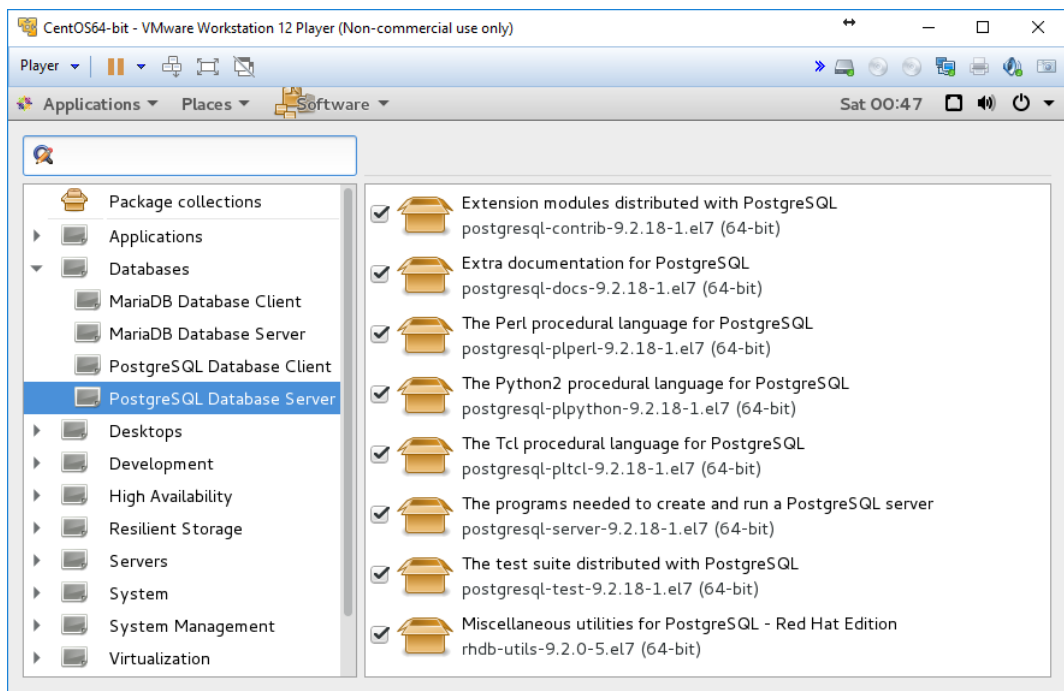 CentOS64-bit - VMware Workstation 12 Player (Non-commercial use only)
Player
Applications Places Software Sat 00:47
Package collections
Applications
Databases
MariaDB Database Client
MariaDB Database Server
PostgreSQL Database Client
PostgreSQL Database Server
Desktops
Development
High Availability
Resilient Storage
Servers
System
System Management
Virtualization
Extension modules distributed with PostgreSQL
postgresql-contrib-9.2.18-1.el7 (64-bit)
Extra documentation for PostgreSQL
postgresql-docs-9.2.18-1.el7 (64-bit)
The Perl procedural language for PostgreSQL
postgresql-plperl-9.2.18-1.el7 (64-bit)
The Python2 procedural language for PostgreSQL
postgresql-plpython-9.2.18-1.el7 (64-bit)
The Tcl procedural language for PostgreSQL
postgresql-pltcl-9.2.18-1.el7 (64-bit)
The programs needed to create and run a PostgreSQL server
postgresql-server-9.2.18-1.el7 (64-bit)
The test suite distributed with PostgreSQL
postgresql-test-9.2.18-1.el7 (64-bit)
Miscellaneous utilities for PostgreSQL - Red Hat Edition
rhdb-utils-9.2.0-5.el7 (64-bit)